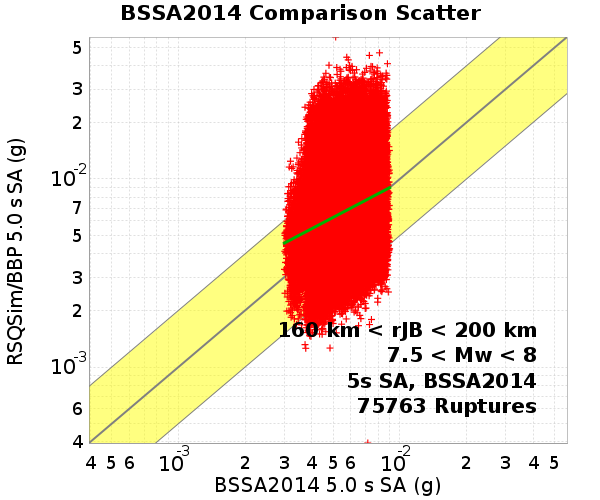 BSSA2014 Comparison Scatter
RSQSim/BBP 5.0 s SA (g)
5
3
2
10-2
7
5
3
2
10-3
6
4
160 km < rJB < 200 km
7.5 < Mw < 8
5s SA, BSSA2014
75763 Ruptures
4 5 6 10-3 2 3 4 5 6 10-2 2 3 4 5
BSSA2014 5.0 s SA (g)